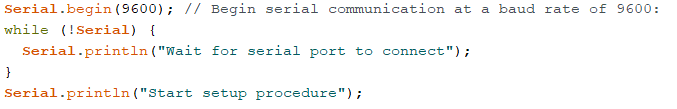 Serial.begin(9600); // Begin serial communication at a baud rate of 9600:
while (!Serial) {
  Serial.println("Wait for serial port to connect");
}
Serial.println("Start setup procedure");